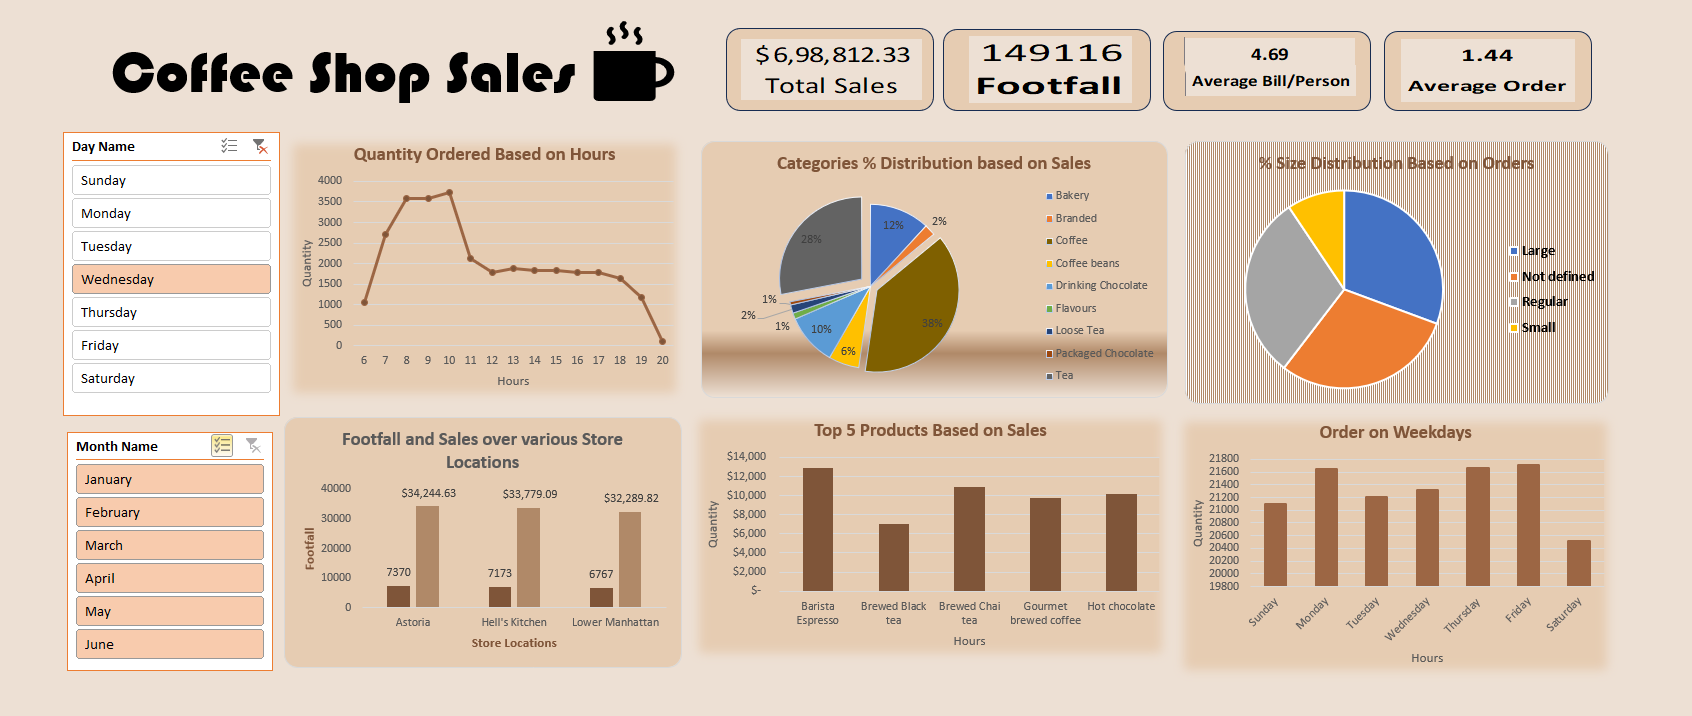 Coffee Shop Sales
$ 6,98,812.33
Total Sales
149116
Footfall
4.69
Average Bill/Person
1.44
Average Order
Day Name
Sunday
Monday
Tuesday
Wednesday
Thursday
Friday
Saturday
Month Name
January
February
March
April
May
June
Quantity Ordered Based on Hours
Quantity
4000
3500
3000
2500
2000
1500
1000
500
0
6 7 8 9 10 11 12 13 14 15 16 17 18 19 20
Hours
Categories % Distribution based on Sales
12%
2%
38%
6%
10%
1%
2%
1%
28%
Bakery
Branded
Coffee
Coffee beans
Drinking Chocolate
Flavours
Loose Tea
Packaged Chocolate
Tea
% Size Distribution Based on Orders
Large
Not defined
Regular
Small
Footfall and Sales over various Store
Locations
Footfall
40000
30000
20000
10000
0
$34,244.63
$33,779.09
$32,289.82
7370
7173
6767
Astoria
Hell's Kitchen
Lower Manhattan
Store Locations
Top 5 Products Based on Sales
Quantity
$14,000
$12,000
$10,000
$8,000
$6,000
$4,000
$2,000
$-
Barista
Espresso
Brewed Black
tea
Brewed Chai
tea
Gourmet
brewed coffee
Hot chocolate
Hours
Order on Weekdays
Quantity
21800
21600
21400
21200
21000
20800
20600
20400
20200
20000
19800
Sunday
Monday
Tuesday
Wednesday
Thursday
Friday
Saturday
Hours